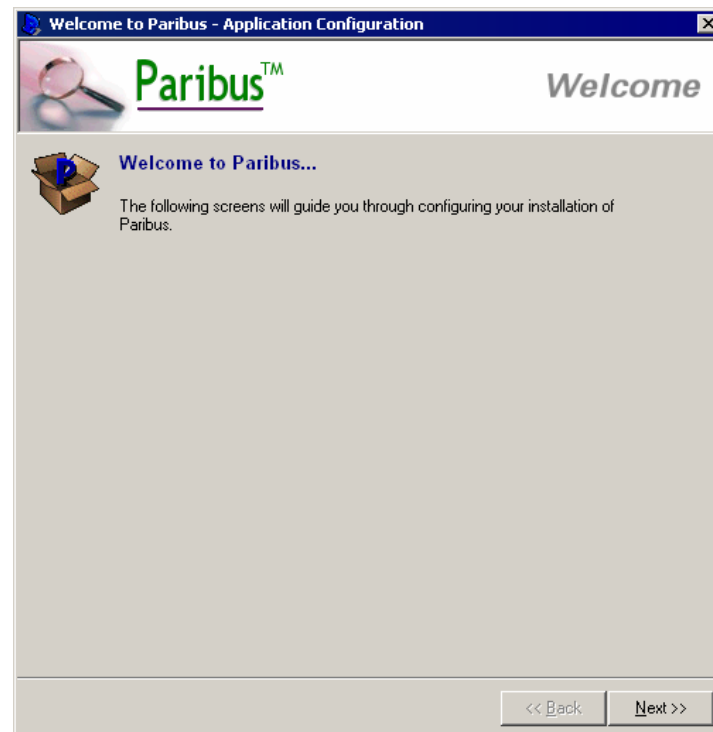 Welcome to Paribus - Application Configuration
Paribus™
Welcome
P
Welcome to Paribus...
The following screens will guide you through configuring your installation of
Paribus.
<< Back
Next >>